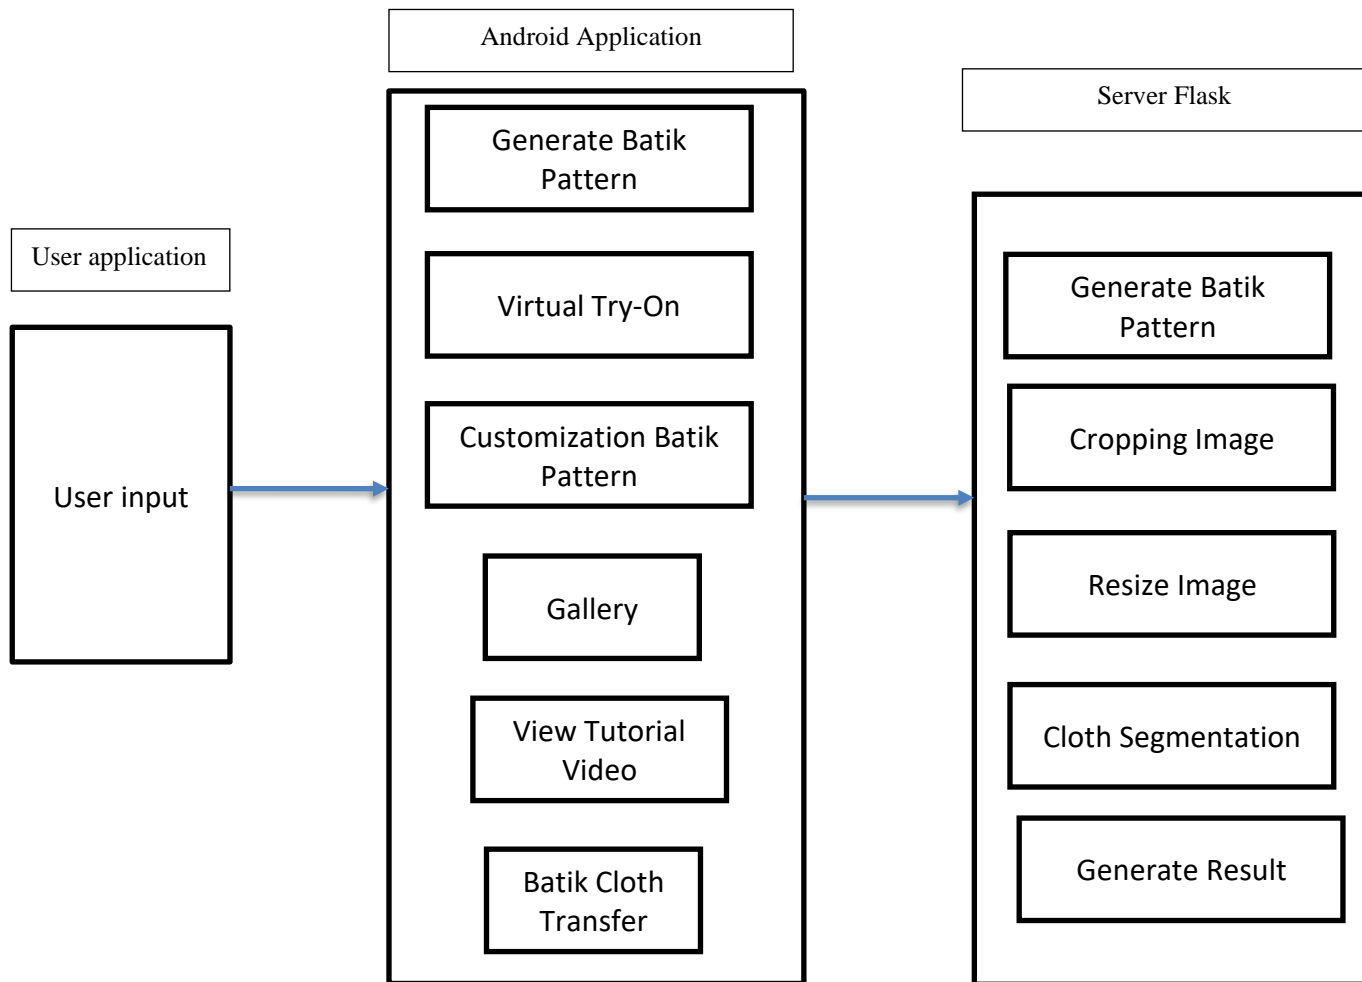 User application
User input
Android Application
Generate Batik
Pattern
Virtual Try-On
Customization Batik
Pattern
Gallery
View Tutorial
Video
Batik Cloth
Transfer
Server Flask
Generate Batik
Pattern
Cropping Image
Resize Image
Cloth Segmentation
Generate Result